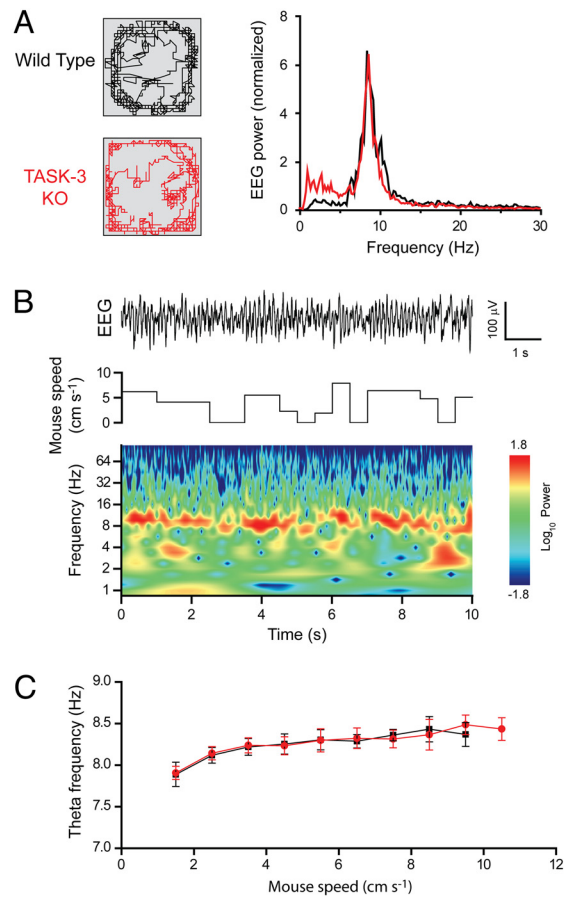 A
Wild Type
TASK-3
KO
EEG power (normalized)
8
6
4
2
0
0
10
20
30
Frequency (Hz)
B
EEG
100 µV
1 s
Mouse speed
(cm s-1)
10
5
0
Frequency (Hz)
64
32
16
8
4
2
1
0
2
4
6
8
10
Time (s)
1.8
Log10 Power
-1.8
C
Theta frequency (Hz)
9.0
8.5
8.0
7.5
7.0
0
2
4
6
8
10
12
Mouse speed (cm s-1)